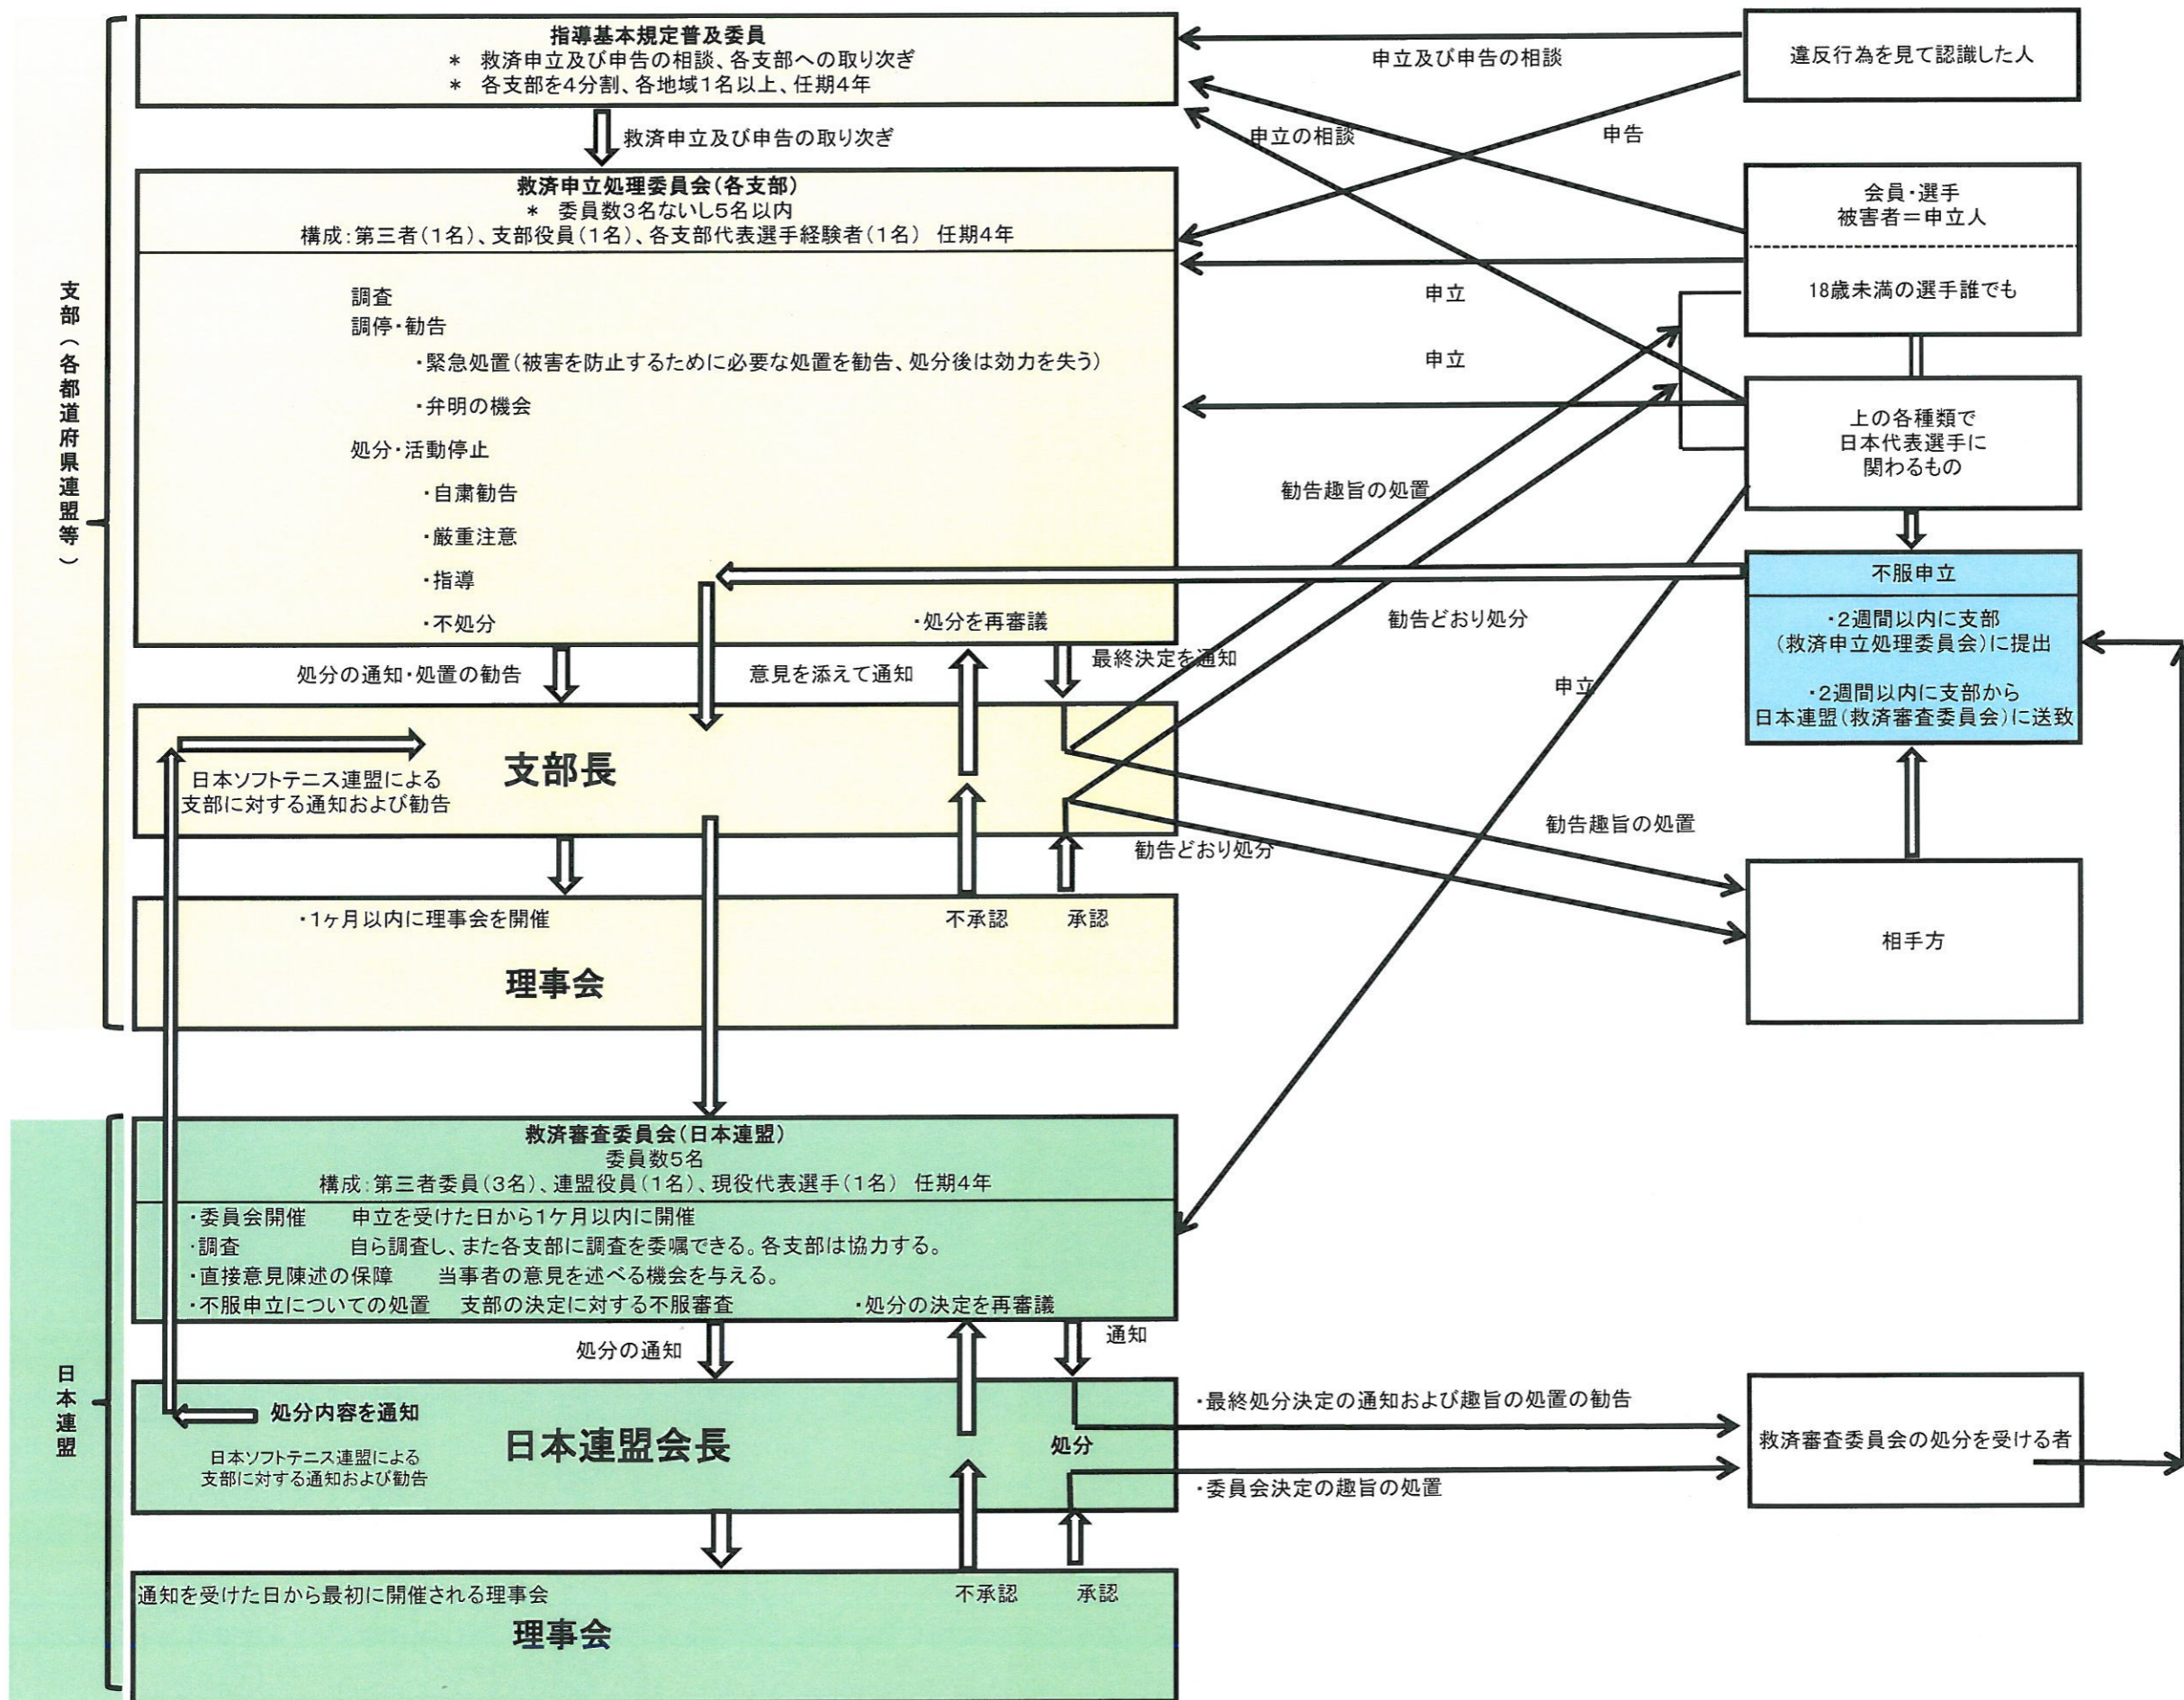 指導基本規定普及委員
＊　救済申立及び申告の相談、各支部への取り次ぎ
＊　各支部を4分割、各地域1名以上、任期4年
申立及び申告の相談
違反行為を見て認識した人
救済申立及び申告の取り次ぎ
申立の相談
申告
救済申立処理委員会(各支部)
＊　委員数3名ないし5名以内
構成:第三者(1名)、支部役員(1名)、各支部代表選手経験者(1名)　任期4年
会員・選手
被害者＝申立人
18歳未満の選手誰でも
支部（各都道府県連盟等）
調査
調停・勧告
・緊急処置(被害を防止するために必要な処置を勧告、処分後は効力を失う)
・弁明の機会
処分・活動停止
・自粛勧告
・厳重注意
・指導
・不処分
・処分を再審議
申立
申立
上の各種類で
日本代表選手に
関わるもの
勧告趣旨の処置
勧告どおり処分
申立
不服申立
・2週間以内に支部
(救済申立処理委員会)に提出
・2週間以内に支部から
日本連盟(救済審査委員会)に送致
処分の通知・処置の勧告
意見を添えて通知
最終決定を通知
支部長
日本ソフトテニス連盟による
支部に対する通知および勧告
勧告趣旨の処置
勧告どおり処分
相手方
・1ヶ月以内に理事会を開催
不承認
承認
理事会
日本連盟
救済審査委員会(日本連盟)
委員数5名
構成:第三者委員(3名)、連盟役員(1名)、現役代表選手(1名)　任期4年
・委員会開催　　申立を受けた日から1ケ月以内に開催
・調査　　　　　自ら調査し、また各支部に調査を委嘱できる。各支部は協力する。
・直接意見陳述の保障　　当事者の意見を述べる機会を与える。
・不服申立についての処置　支部の決定に対する不服審査　　　　・処分の決定を再審議
処分の通知
通知
処分内容を通知
日本連盟会長
処分
日本ソフトテニス連盟による
支部に対する通知および勧告
・最終処分決定の通知および趣旨の処置の勧告
・委員会決定の趣旨の処置
救済審査委員会の処分を受ける者
通知を受けた日から最初に開催される理事会
不承認
承認
理事会